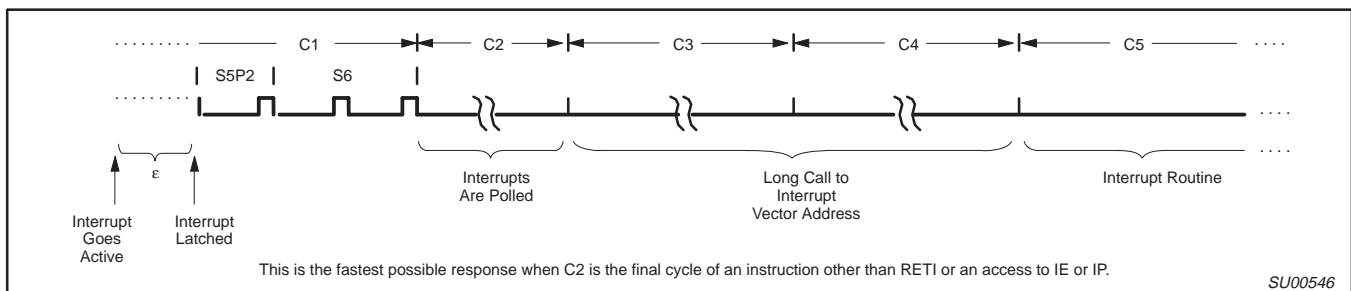 ......... C1 C2 C3 C4 C5 ....
S5P2 S6
......... ....
ε ....
Interrupts
Are Polled
Long Call to
Interrupt
Vector Address
Interrupt Routine
Interrupt
Goes
Active
Interrupt
Latched
This is the fastest possible response when C2 is the final cycle of an instruction other than RETI or an access to IE or IP.
SU00546